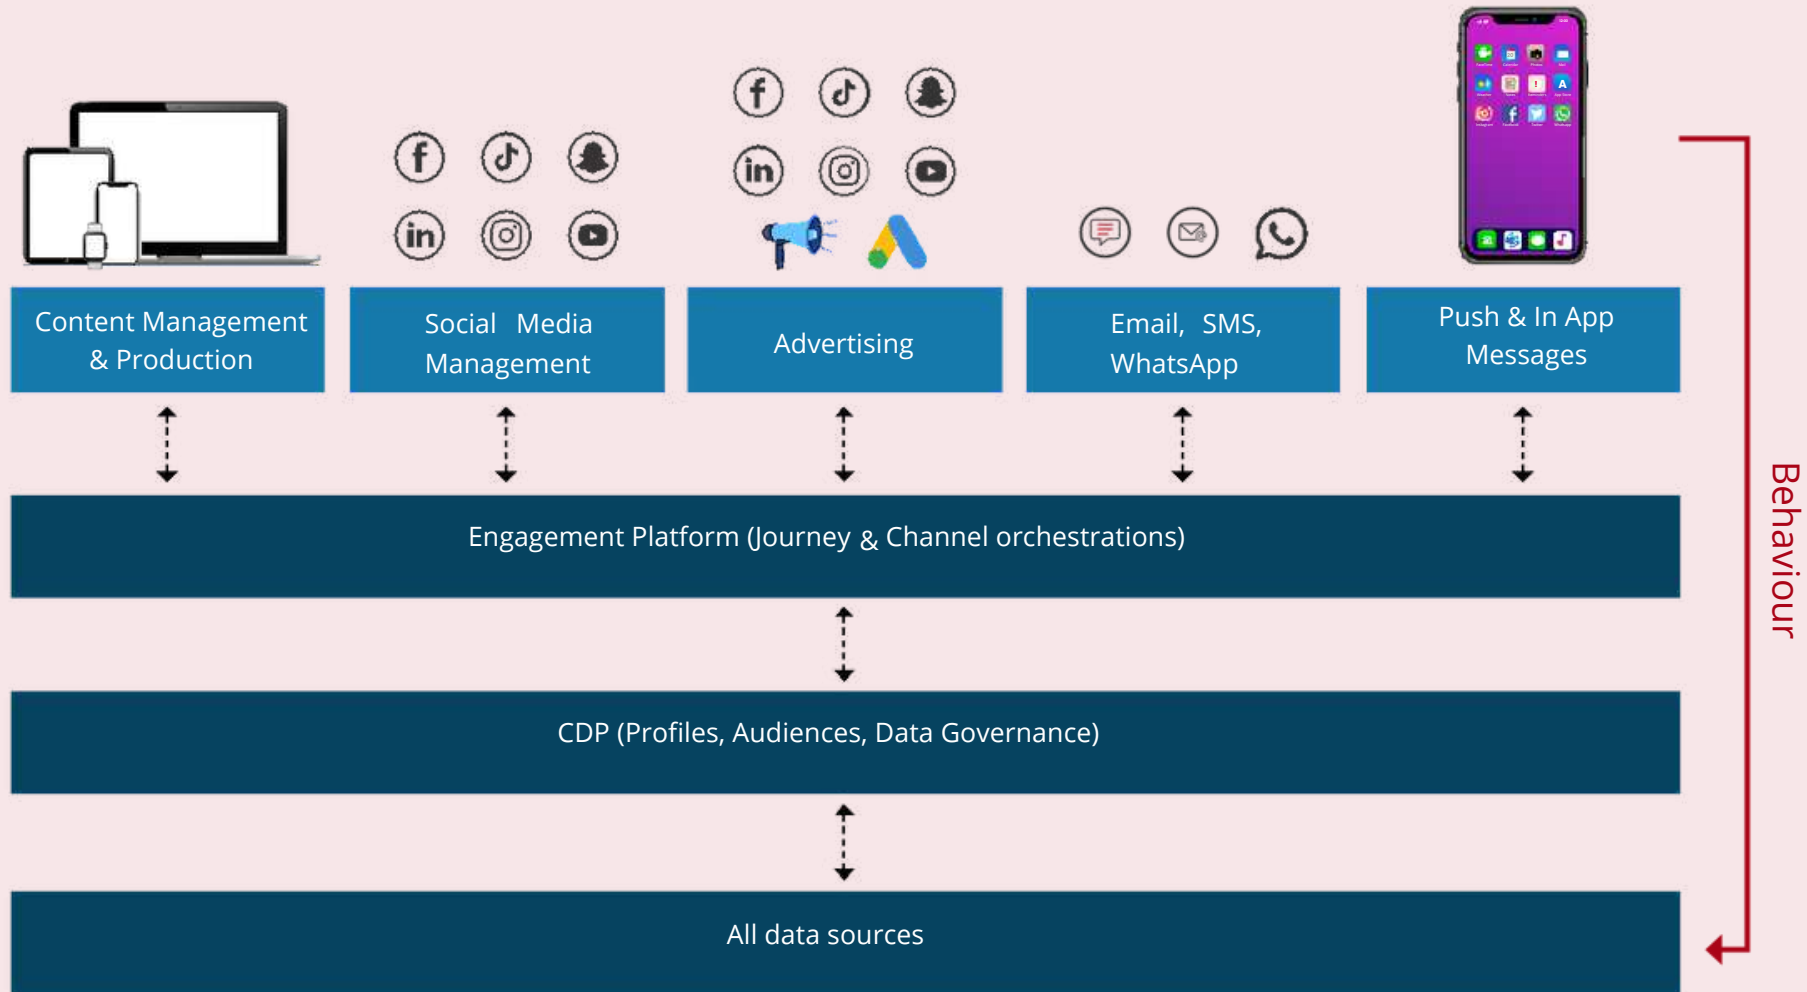 Content Management
& Production
Social Media
Management
Advertising
Email, SMS,
WhatsApp
Push & In App
Messages
Engagement Platform (Journey & Channel orchestrations)
CDP (Profiles, Audiences, Data Governance)
All data sources
Behaviour